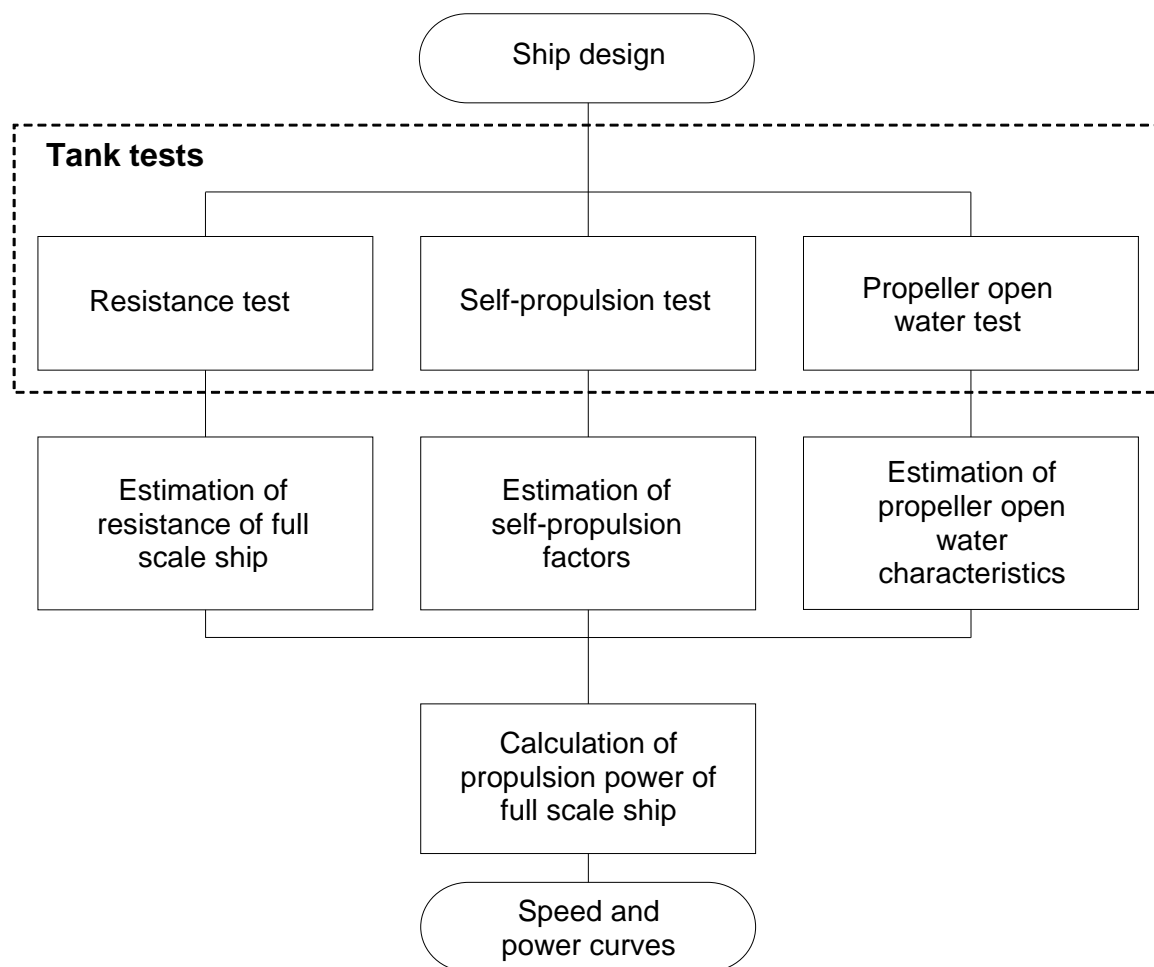 Ship design
Tank tests
Resistance test
Self-propulsion test
Propeller open
water test
Estimation of
resistance of full
scale ship
Estimation of
self-propulsion
factors
Estimation of
propeller open
water
characteristics
Calculation of
propulsion power of
full scale ship
Speed and
power curves